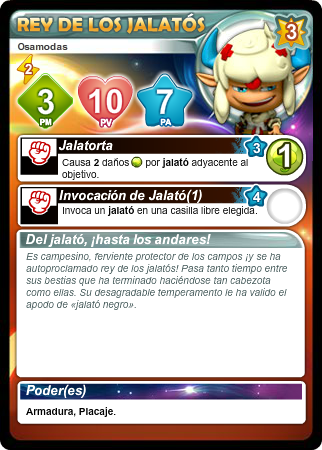 REY DE LOS JALATÓS
3
Osamodas
2
3
PM
10
PV
7
PA
Jalatorta
3
1
Causa 2 daños por jalató adyacente al
objetivo.
Invocación de Jalató(1)
4
Invoca un jalató en una casilla libre elegida.
Del jalató, ¡hasta los andares!
Es campesino, ferviente protector de los campos ¡y se ha
autoproclamado rey de los jalatós! Pasa tanto tiempo entre
sus bestias que ha terminado haciéndose tan cabezota
como ellas. Su desagradable temperamento le ha valido el
apodo de «jalató negro».
Poder(es)
Armadura, Placaje.